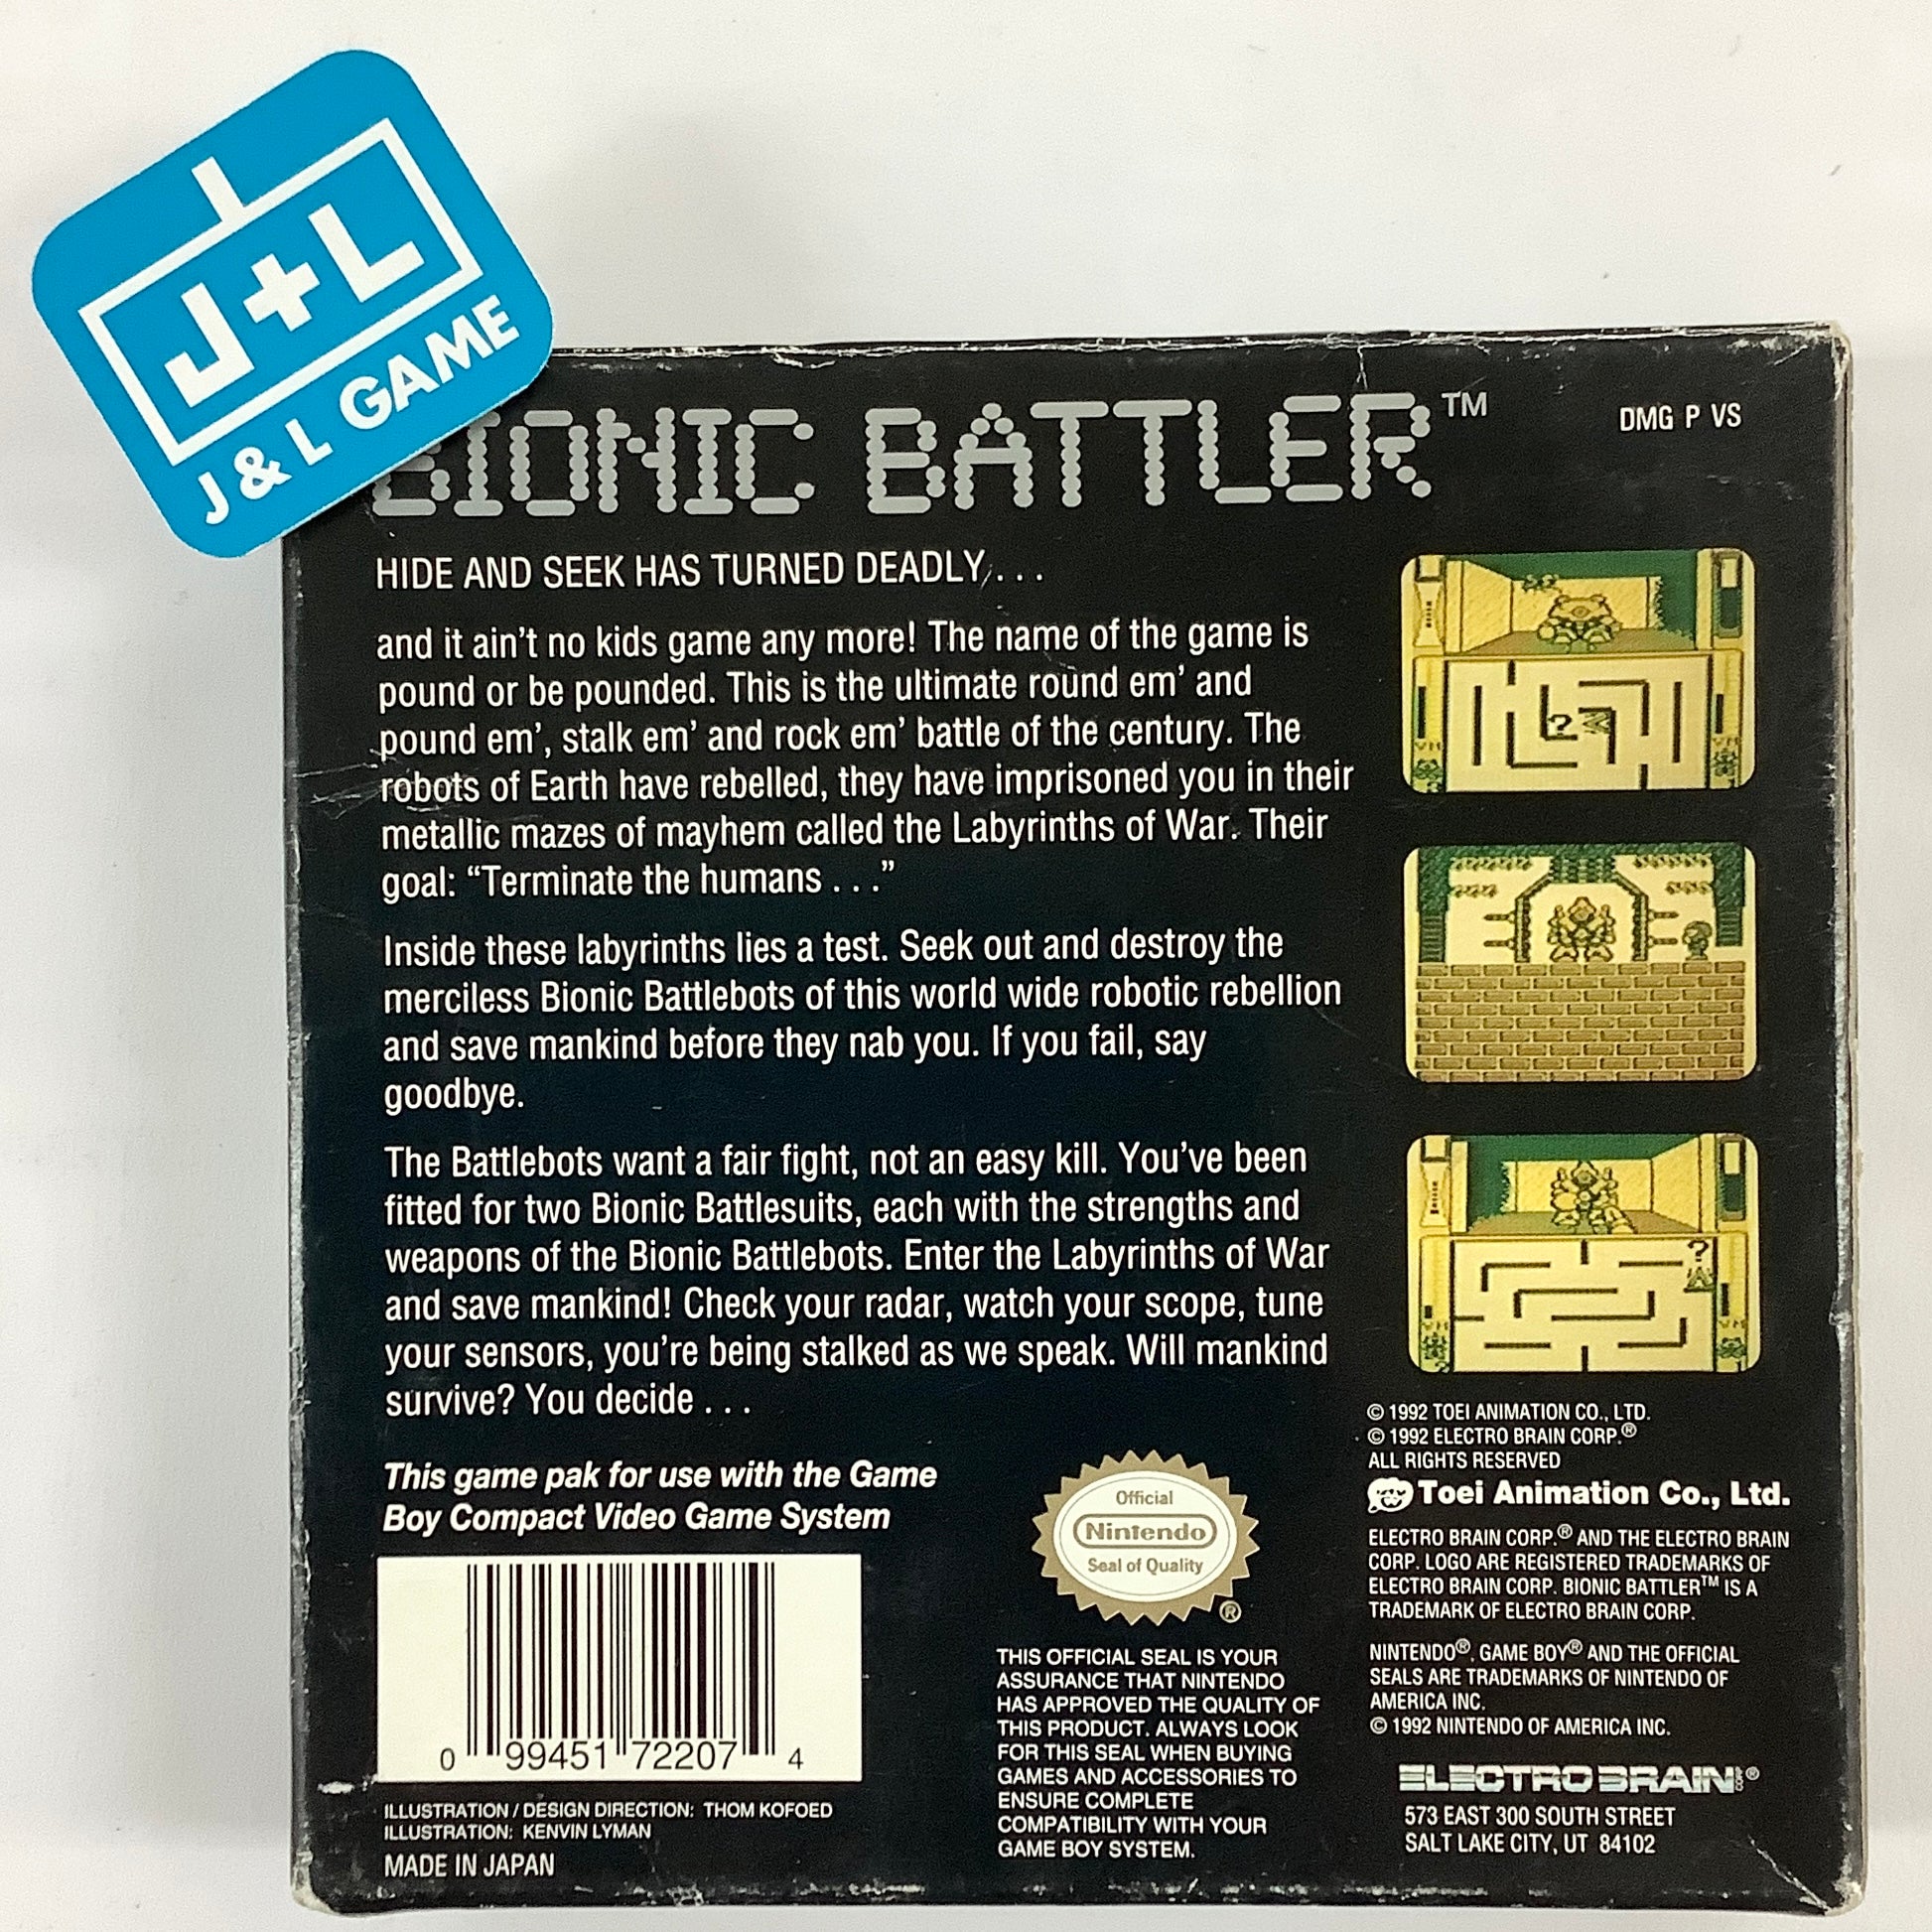 J+L
J & L GAME
BIONIC BATTLER™
DMG P VS
HIDE AND SEEK HAS TURNED DEADLY, . . .
and it ain't no kids game any more! The name of the game is
pound or be pounded. This is the ultimate round em' and
pound em', stalk em' and rock em' battle of the century. The
robots of Earth have rebelled, they have imprisoned you in their
metallic mazes of mayhem called the Labyrinths of War. Their
goal: “Terminate the humans . . .”
Inside these labyrinths lies a test. Seek out and destroy the
merciless Bionic Battlebots of this world wide robotic rebellion
and save mankind before they nab you. If you fail, say
goodbye.
The Battlebots want a fair fight, not an easy kill. You've been
fitted for two Bionic Battlesuits, each with the strengths and
weapons of the Bionic Battlebots. Enter the Labyrinths of War
and save mankind! Check your radar, watch your scope, tune
your sensors, you're being stalked as we speak. Will mankind
survive? You decide . . .
This game pak for use with the Game
Boy Compact Video Game System
0 99451 72207 4
ILLUSTRATION / DESIGN DIRECTION: THOM KOFOED
ILLUSTRATION: KENVIN LYMAN
MADE IN JAPAN
Official
Nintendo
Seal of Quality
®
THIS OFFICIAL SEAL IS YOUR
ASSURANCE THAT NINTENDO
HAS APPROVED THE QUALITY OF
THIS PRODUCT. ALWAYS LOOK
FOR THIS SEAL WHEN BUYING
GAMES AND ACCESSORIES TO
ENSURE COMPLETE
COMPATIBILITY WITH YOUR
GAME BOY SYSTEM.
?
?
© 1992 TOEI ANIMATION CO., LTD.
© 1992 ELECTRO BRAIN CORP.®
ALL RIGHTS RESERVED
Toei Animation Co., Ltd.
ELECTRO BRAIN CORP.® AND THE ELECTRO BRAIN
CORP. LOGO ARE REGISTERED TRADEMARKS OF
ELECTRO BRAIN CORP. BIONIC BATTLER™ IS A
TRADEMARK OF ELECTRO BRAIN CORP.
NINTENDO®, GAME BOY® AND THE OFFICIAL
SEALS ARE TRADEMARKS OF NINTENDO OF
AMERICA INC.
© 1992 NINTENDO OF AMERICA INC.
ELECTRO BRAIN CORP®
573 EAST 300 SOUTH STREET
SALT LAKE CITY, UT 84102